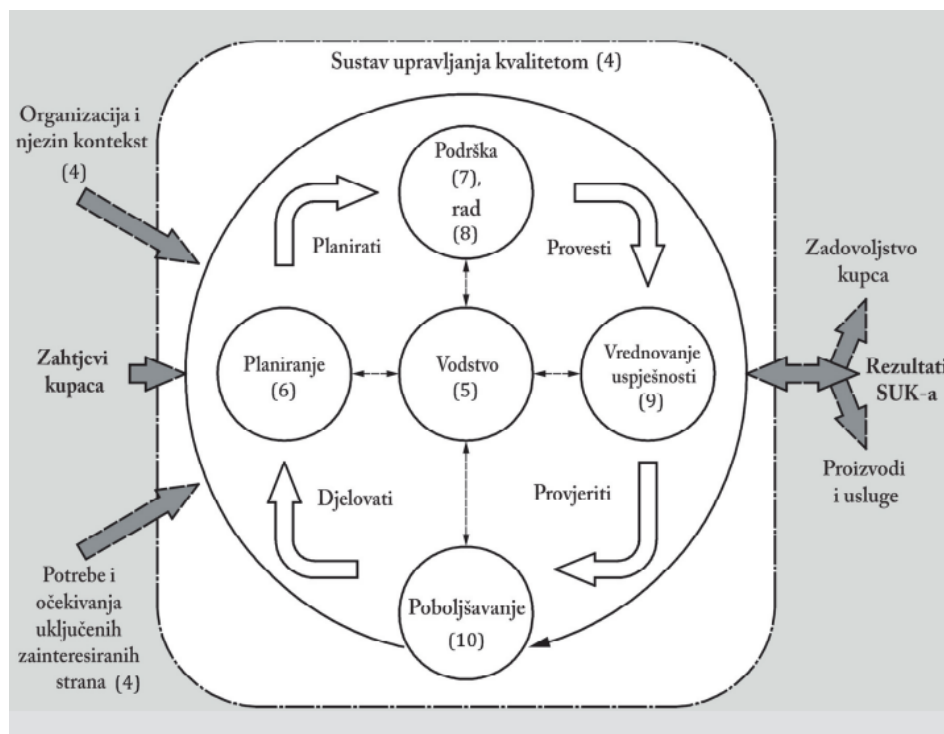 Sustav upravljanja kvalitetom (4)
Organizacija i
njezin kontekst
(4)
Podrška
(7),
rad
(8)
Planirati
Provesti
Zadovoljstvo
kupca
Zahtjevi
kupaca
Planiranje
(6)
Vodstvo
(5)
Vrednovanje
uspješnosti
(9)
Rezultati
SUK-a
Djelovati
Provjeriti
Proizvodi
i usluge
Potrebe i
očekivanja
uključenih
zainteresiranih
strana (4)
Poboljšavanje
(10)